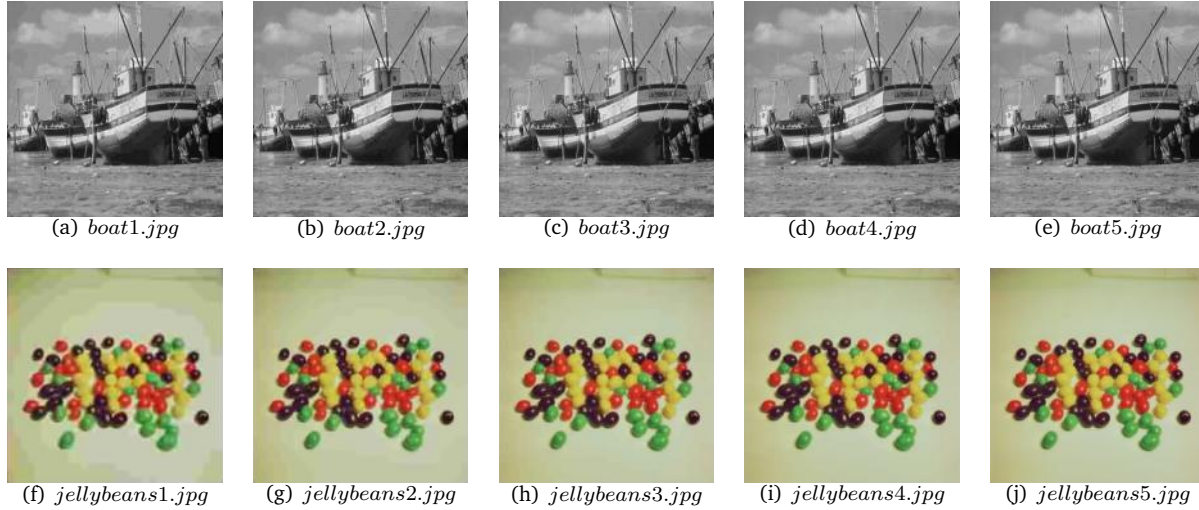 (a) boat1.jpg
(b) boat2.jpg
(c) boat3.jpg
(d) boat4.jpg
(e) boat5.jpg
(f) jellybeans1.jpg
(g) jellybeans2.jpg
(h) jellybeans3.jpg
(i) jellybeans4.jpg
(j) jellybeans5.jpg